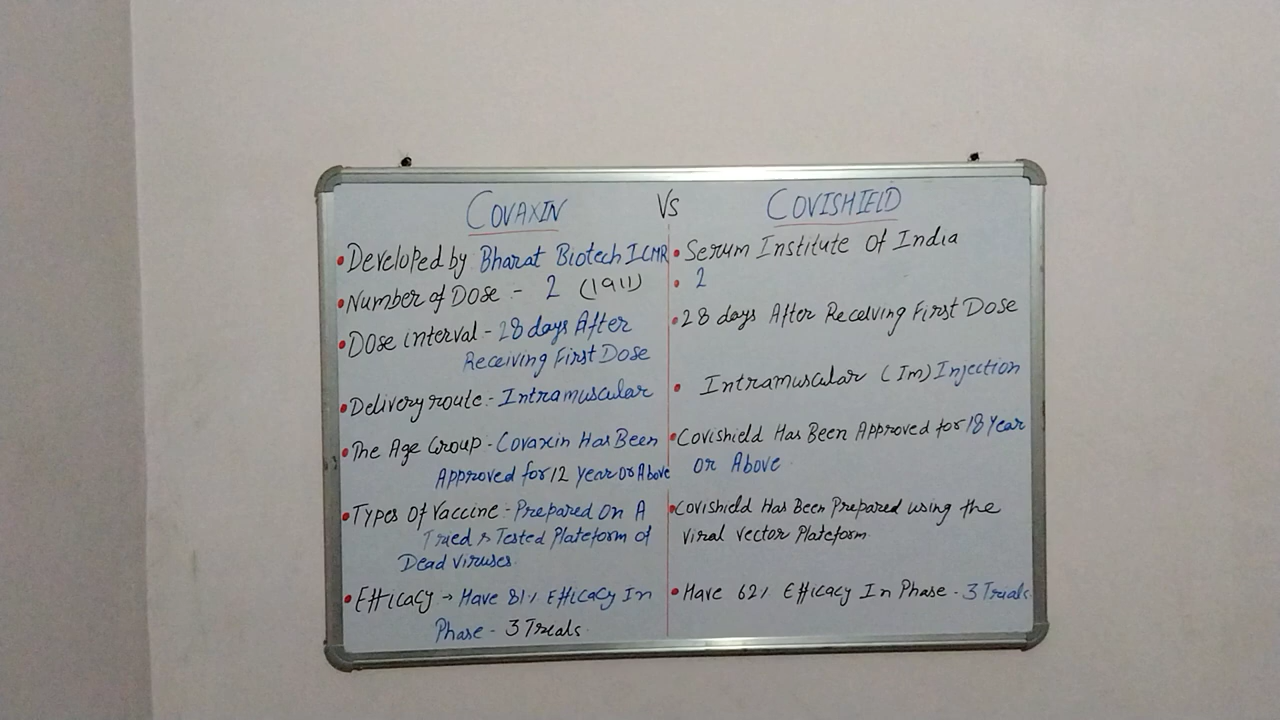 COVAXIN Vs COVISHIELD
• Developed by Bharat Biotech ICMR
• Number of Dose :- 2
• Dose interval - 28 days After
Receiving First Dose
• Delivery route :- Intramuscular
• The Age Group - Covaxin Has Been
Approved for 12 Year Or Above
• Types Of Vaccine - Prepared On A
Tried & Tested Plateform of
Dead Viruses.
• Efficacy → Have 81% Efficacy In
Phase - 3 Trials.
• Serum Institute Of India
• 2
• 28 days After Receiving First Dose
• Intramuscular (Im) Injection
• Covishield Has Been Approved for 18 Year
Or Above
• Covishield Has Been Prepared using the
Viral Vector Plateform.
• Have 62% Efficacy In Phase - 3 Trials.